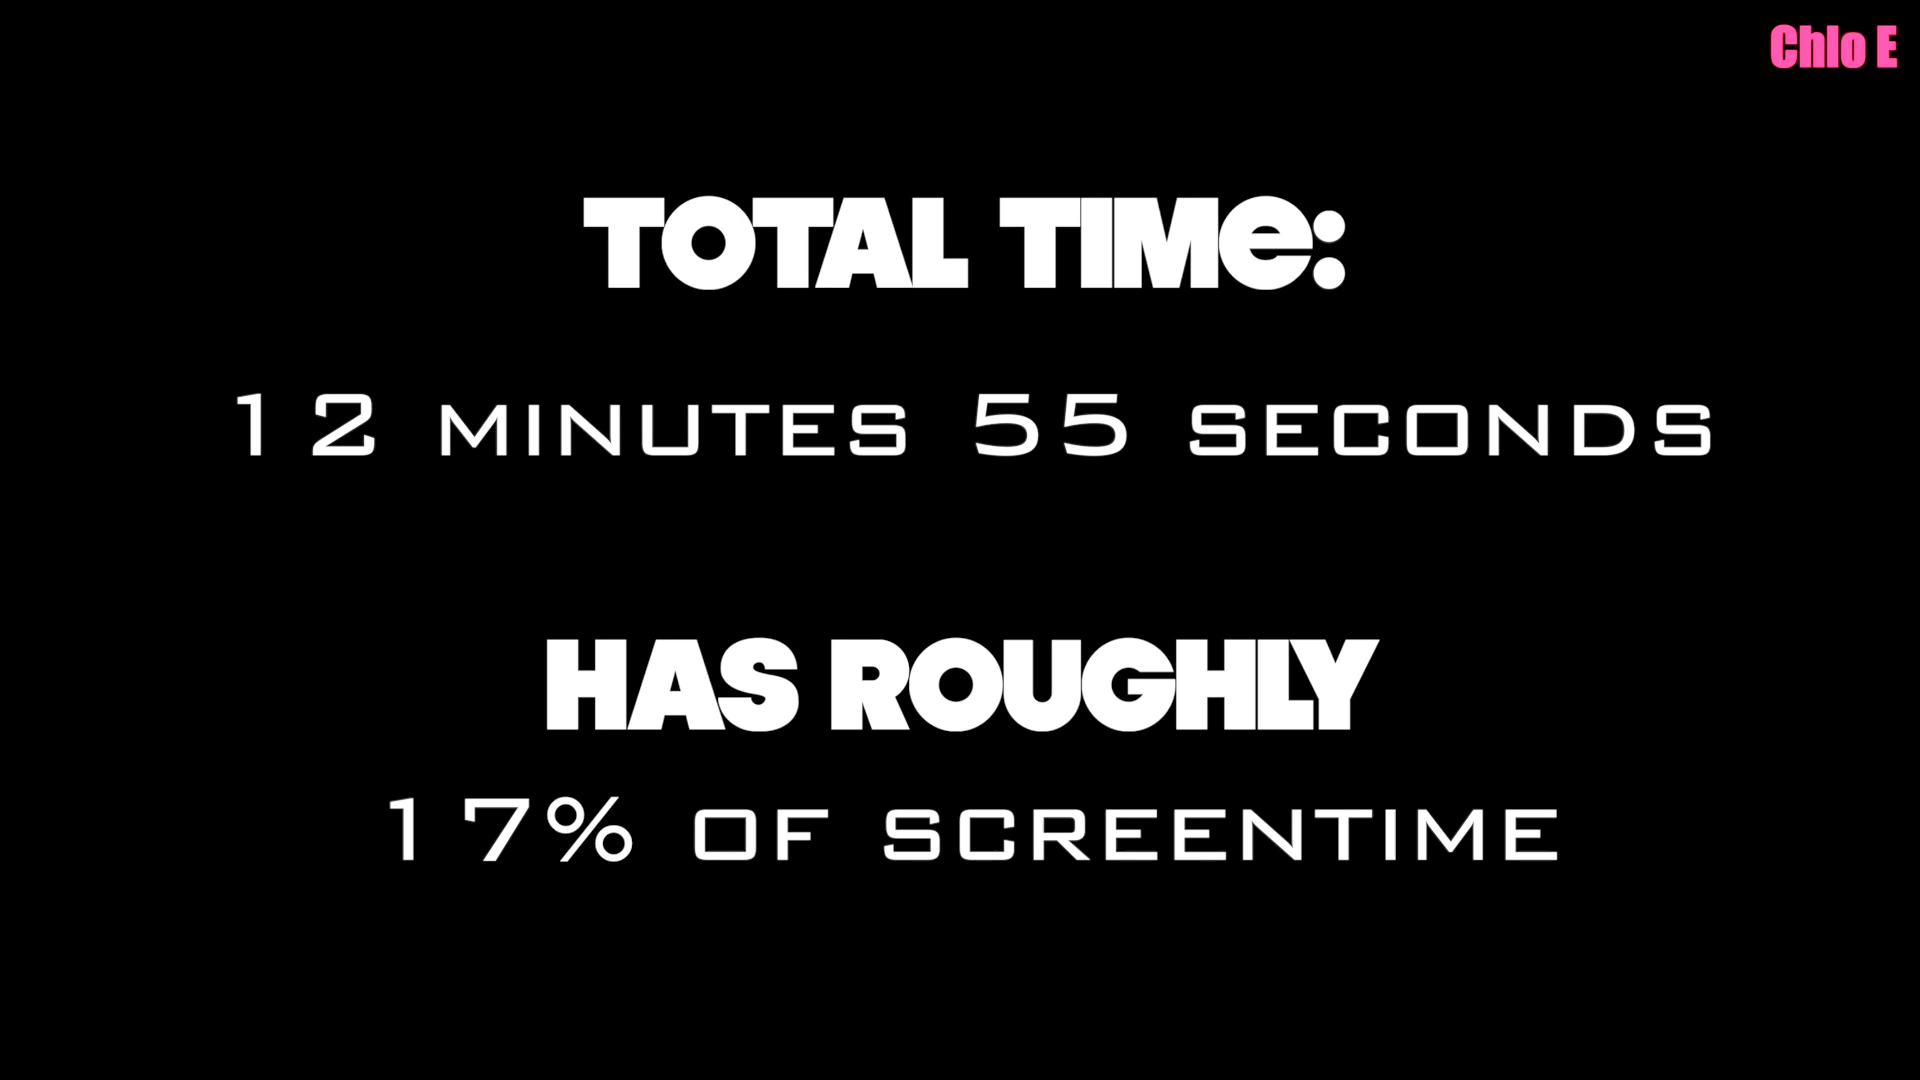 Chlo E
TOTAL TIMe:
12 MINUTES 55 SECONDS
HAS ROUGHLY
17% OF SCREENTIME